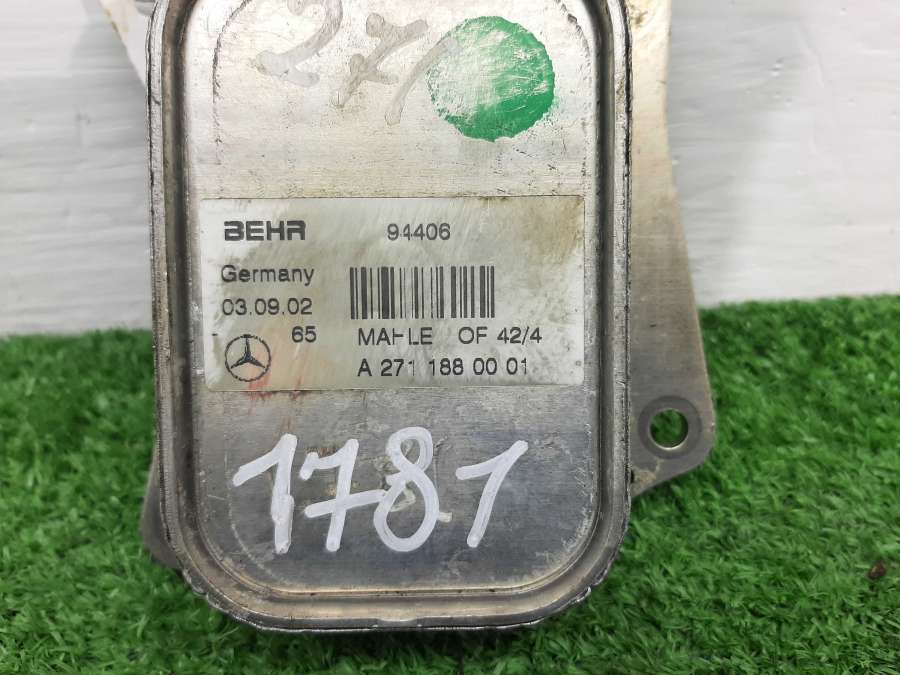 271
BEHR 94406
Germany
03.09.02
65 MAHLE OF 42/4
A 271 188 00 01
1781